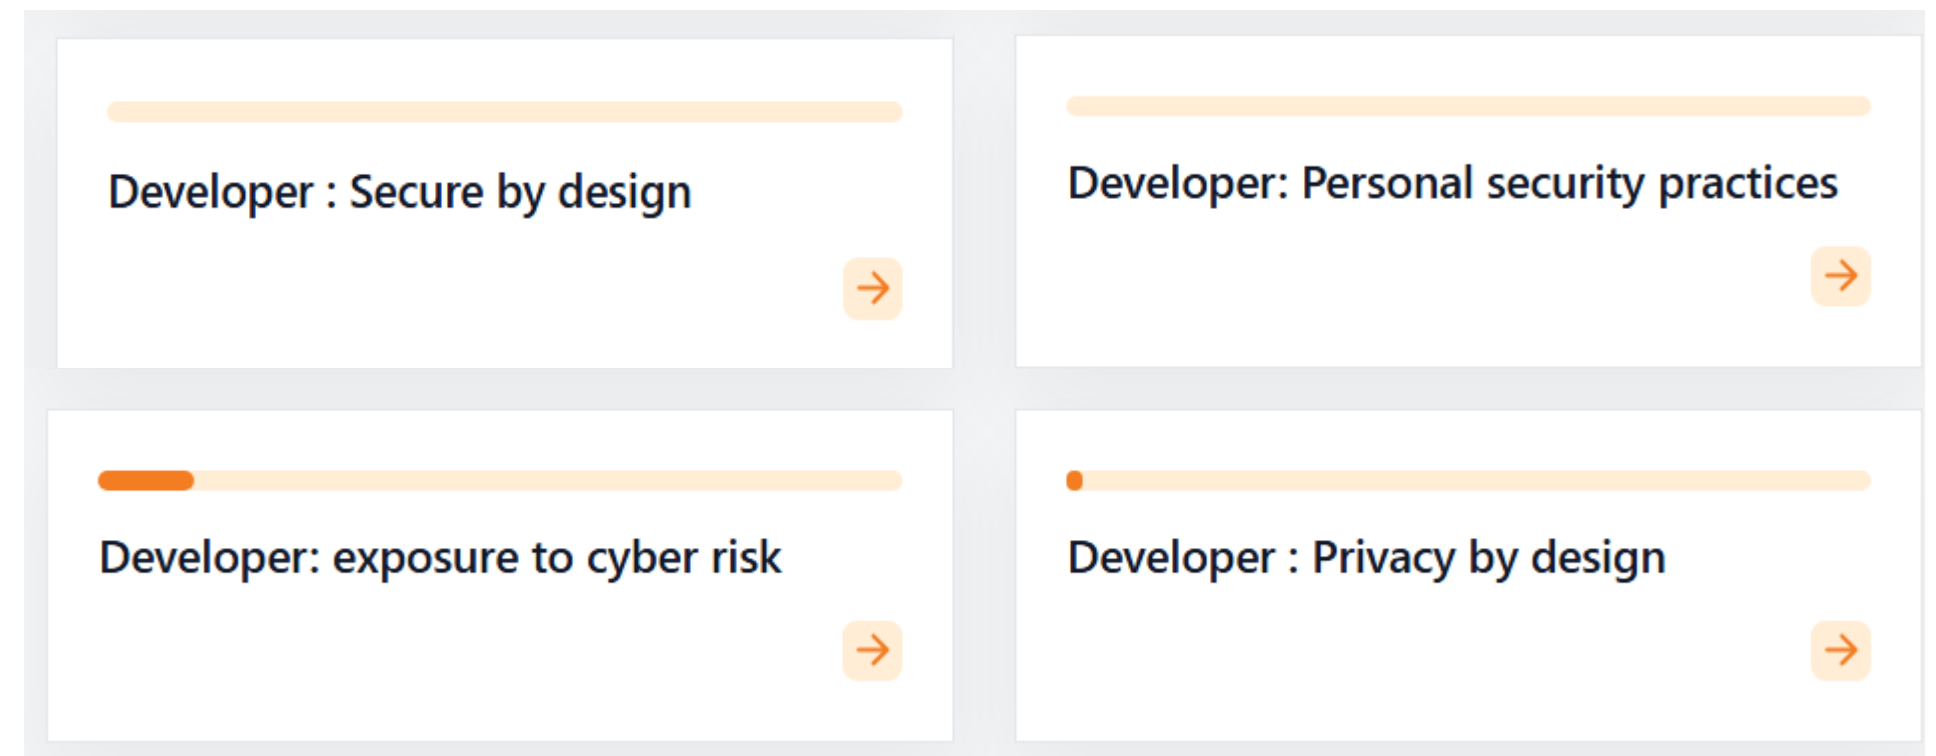 Developer : Secure by design
Developer: Personal security practices
Developer: exposure to cyber risk
Developer : Privacy by design